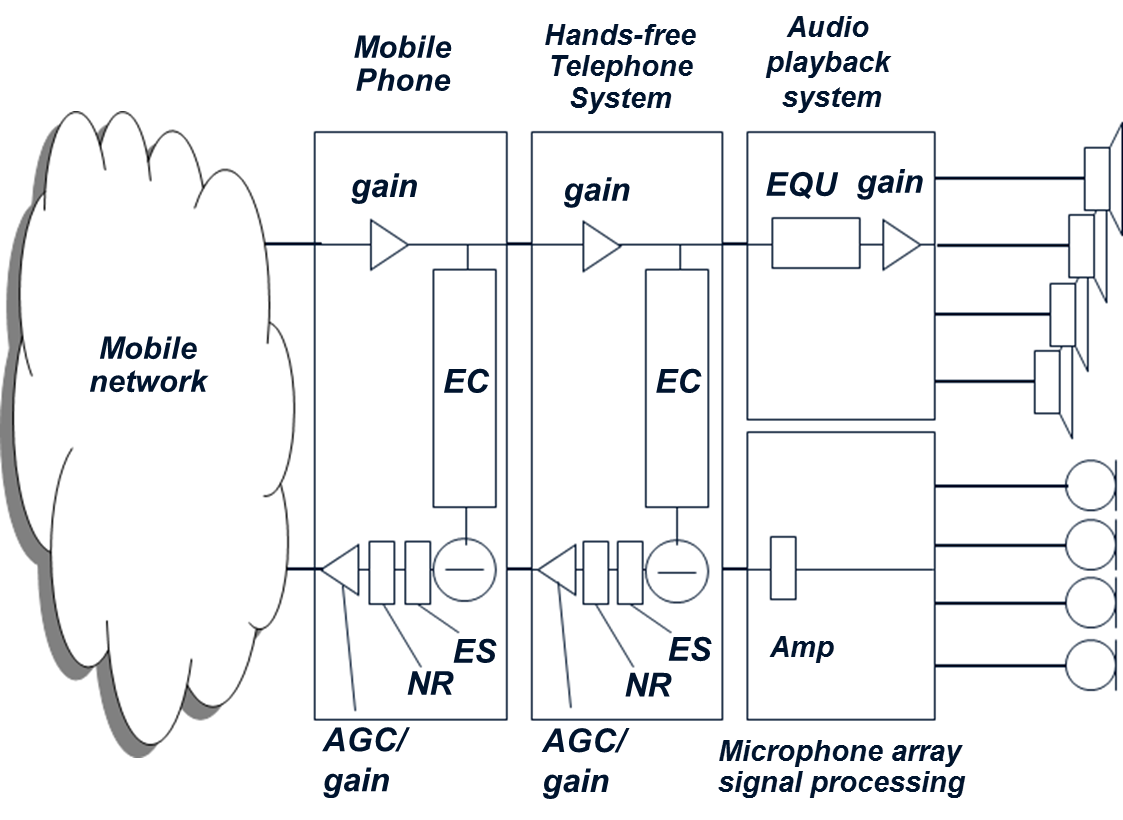 Mobile
Phone
Hands-free
Telephone
System
Audio
playback
system
gain
gain
EQU gain
Mobile
network
EC
EC
ES
NR
ES
NR
Amp
AGC/
gain
AGC/
gain
Microphone array
signal processing